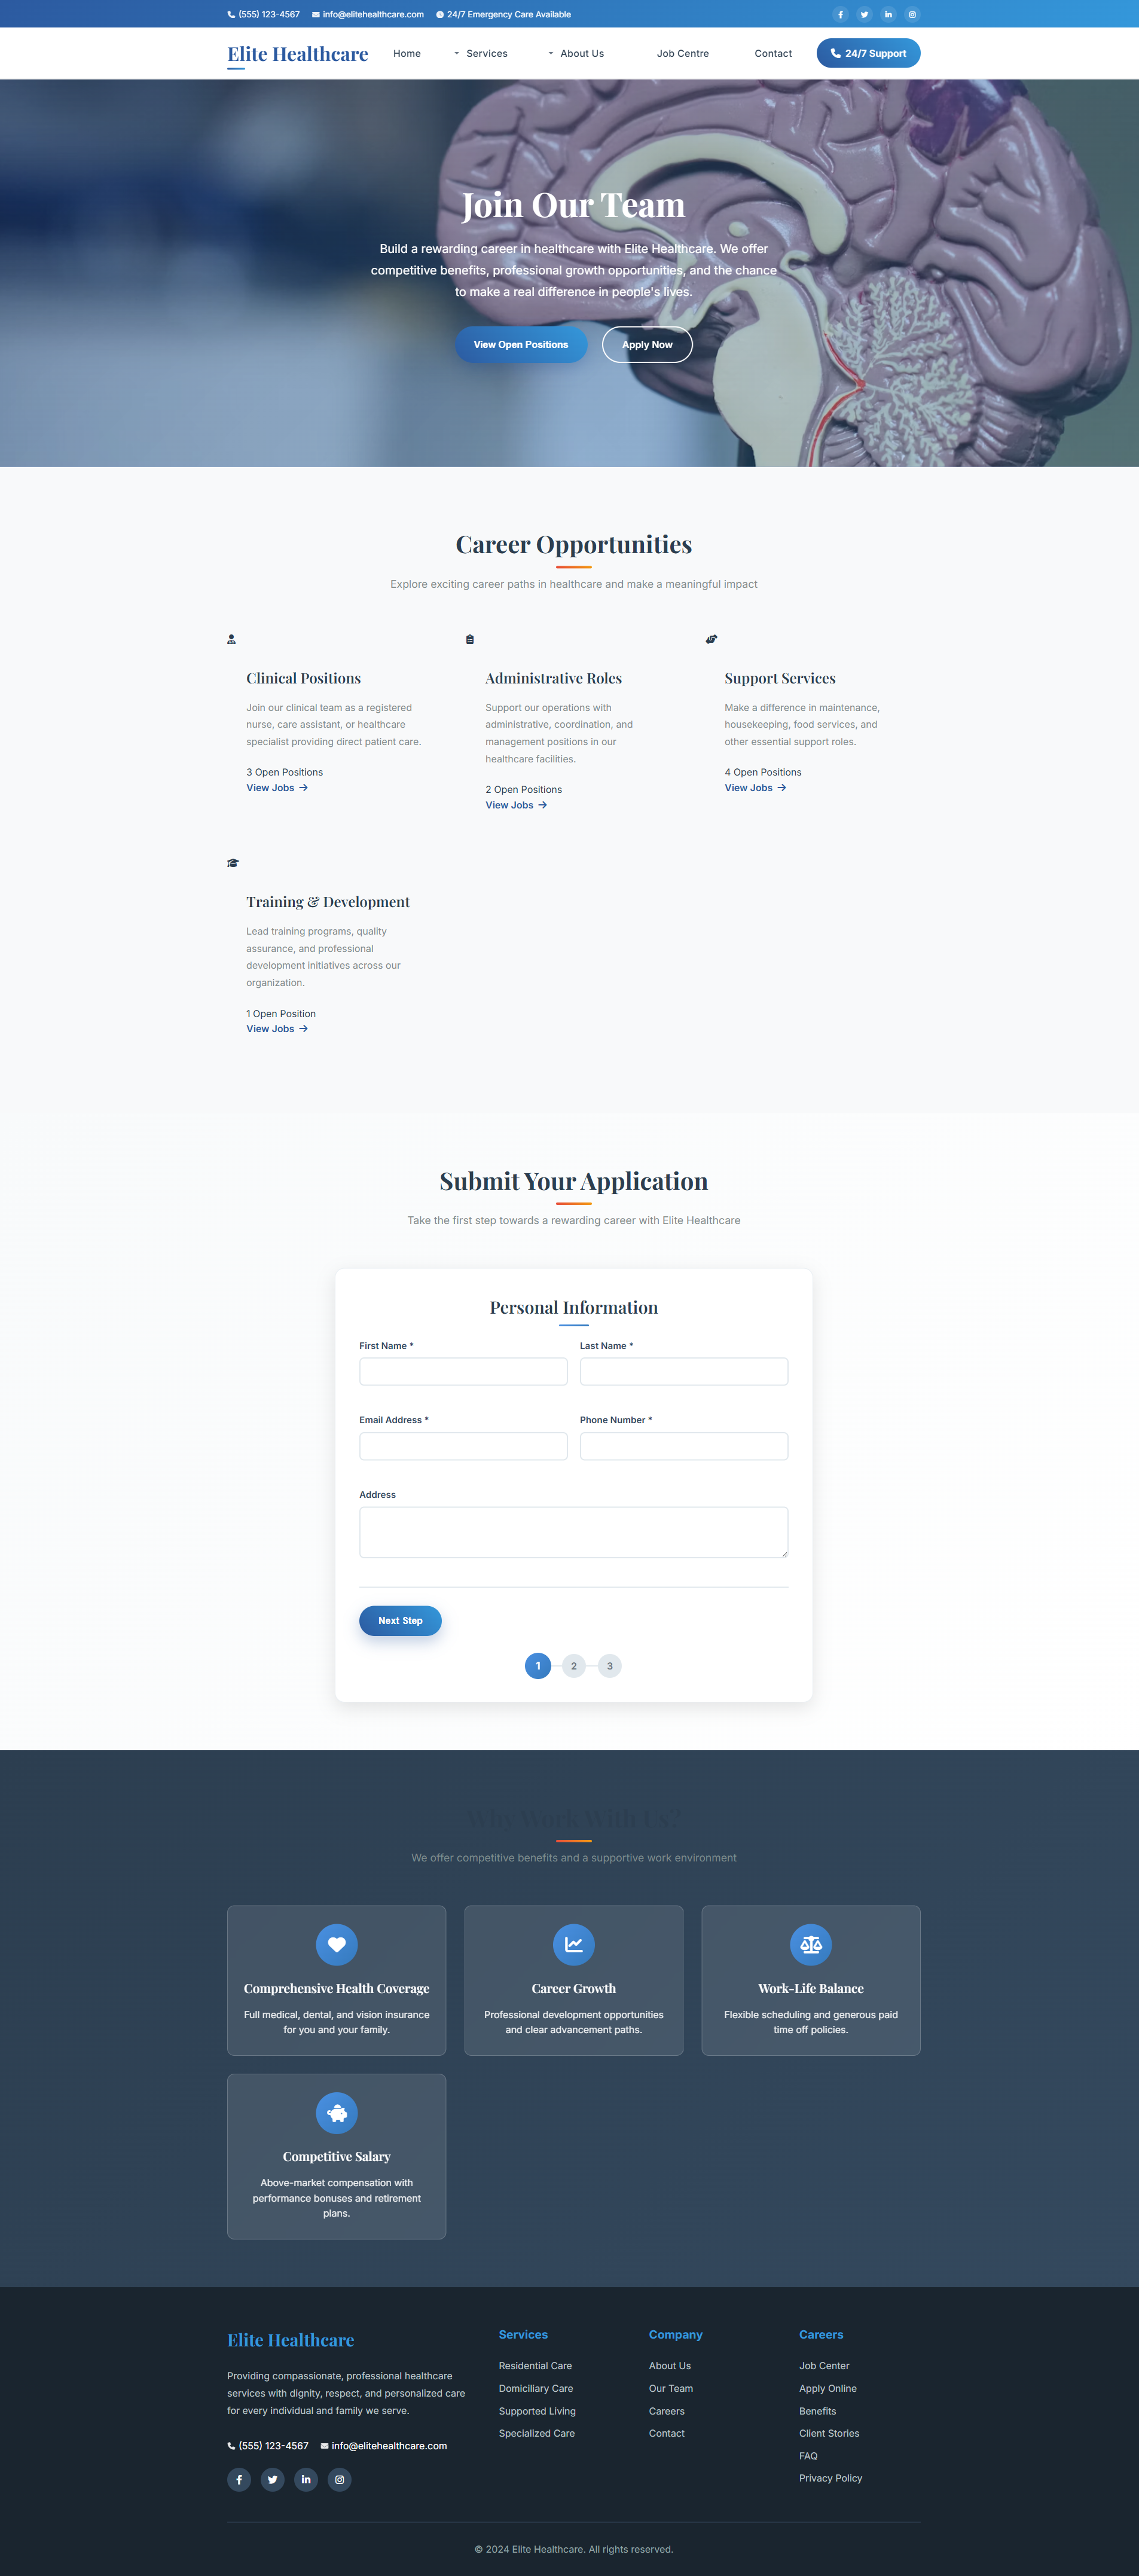 (555) 123-4567 info@elitehealthcare.com 24/7 Emergency Care Available
Elite Healthcare Home Services About Us Job Centre Contact 24/7 Support
Join Our Team
Build a rewarding career in healthcare with Elite Healthcare. We offer
competitive benefits, professional growth opportunities, and the chance
to make a real difference in people's lives.
View Open Positions Apply Now
Career Opportunities
Explore exciting career paths in healthcare and make a meaningful impact
Clinical Positions
Join our clinical team as a registered
nurse, care assistant, or healthcare
specialist providing direct patient care.
3 Open Positions
View Jobs
Administrative Roles
Support our operations with
administrative, coordination, and
management positions in our
healthcare facilities.
2 Open Positions
View Jobs
Support Services
Make a difference in maintenance,
housekeeping, food services, and
other essential support roles.
4 Open Positions
View Jobs
Training & Development
Lead training programs, quality
assurance, and professional
development initiatives across our
organization.
1 Open Position
View Jobs
Submit Your Application
Take the first step towards a rewarding career with Elite Healthcare
Personal Information
First Name * Last Name *
Email Address * Phone Number *
Address
Next Step
1 2 3
Why Work With US?
We offer competitive benefits and a supportive work environment
Comprehensive Health Coverage
Full medical, dental, and vision insurance
for you and your family.
Career Growth
Professional development opportunities
and clear advancement paths.
Work-Life Balance
Flexible scheduling and generous paid
time off policies.
Competitive Salary
Above-market compensation with
performance bonuses and retirement
plans.
Elite Healthcare
Providing compassionate, professional healthcare
services with dignity, respect, and personalized care
for every individual and family we serve.
(555) 123-4567 info@elitehealthcare.com
Services
Residential Care
Domiciliary Care
Supported Living
Specialized Care
Company
About Us
Our Team
Careers
Contact
Careers
Job Center
Apply Online
Benefits
Client Stories
FAQ
Privacy Policy
© 2024 Elite Healthcare. All rights reserved.